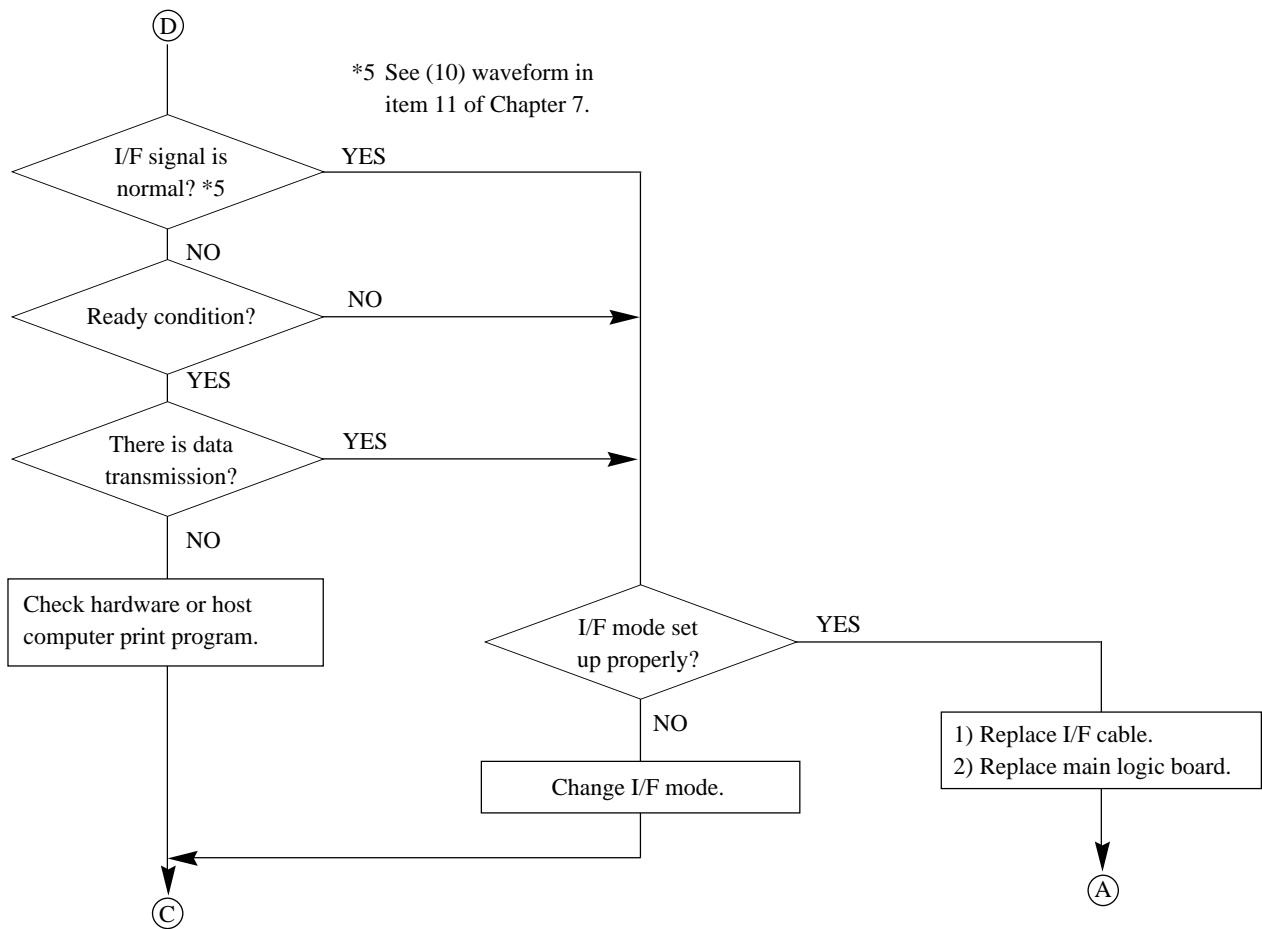 D
*5 See (10) waveform in
item 11 of Chapter 7.
I/F signal is
normal? *5
YES
NO
Ready condition?
NO
YES
There is data
transmission?
YES
NO
Check hardware or host
computer print program.
I/F mode set
up properly?
YES
NO
1) Replace I/F cable.
2) Replace main logic board.
Change I/F mode.
A
C